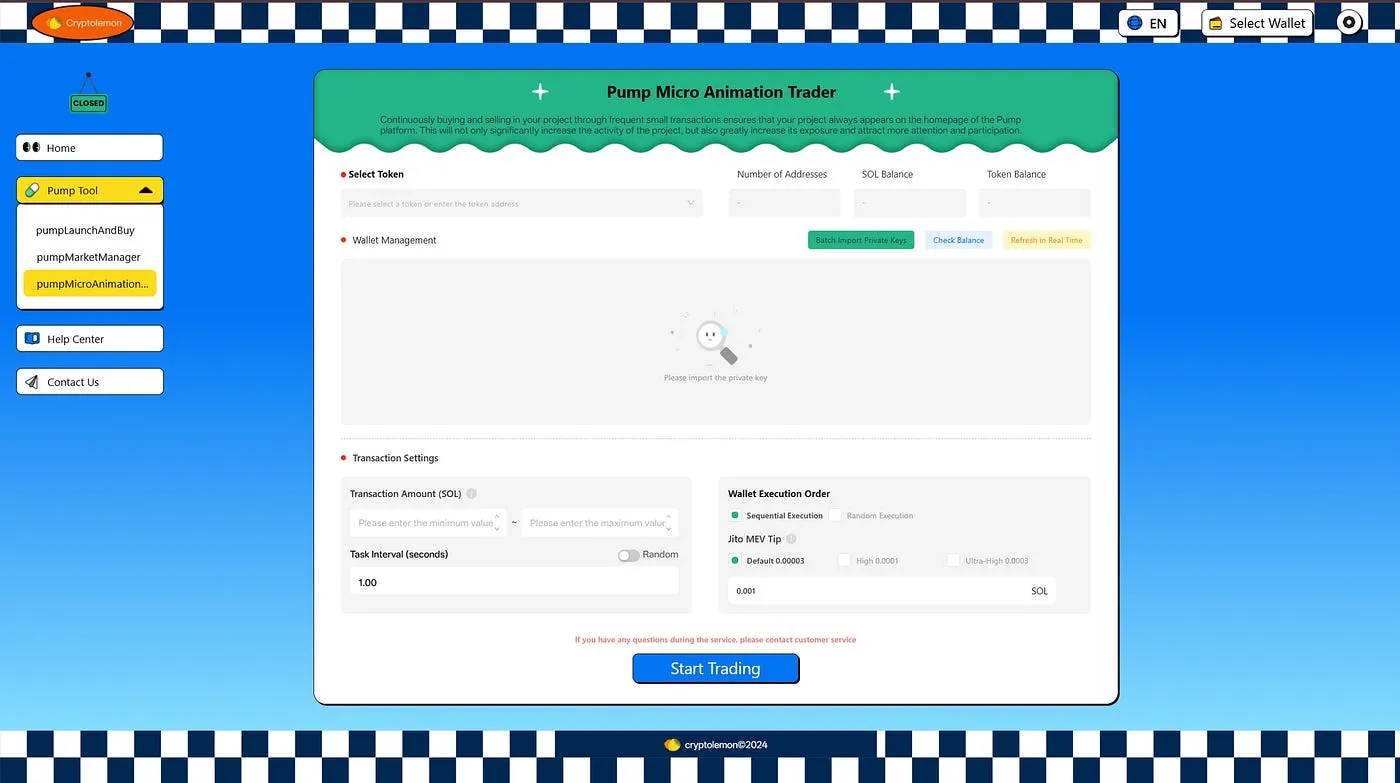 Cryptolemon
EN
Select Wallet
CLOSED
Home
Pump Tool
pumpLaunchAndBuy
pumpMarketManager
pumpMicroAnimation...
Help Center
Contact Us
Pump Micro Animation Trader
Continuously buying and selling in your project through frequent small transactions ensures that your project always appears on the homepage of the Pump
platform. This will not only significantly increase the activity of the project, but also greatly increase its exposure and attract more attention and participation.
Select Token
Number of Addresses
SOL Balance
Token Balance
Please select a token or enter the token address
-
-
-
Wallet Management
Batch Import Private Keys
Check Balance
Refresh in Real Time
Please import the private key
Transaction Settings
Transaction Amount (SOL)
Please enter the minimum value
~
Please enter the maximum value
Task Interval (seconds)
Random
1.00
Wallet Execution Order
Sequential Execution
Random Execution
Jito MEV Tip
Default 0.00003
High 0.0001
Ultra-High 0.0003
0.001
SOL
If you have any questions during the service, please contact customer service
Start Trading
cryptolemon©2024